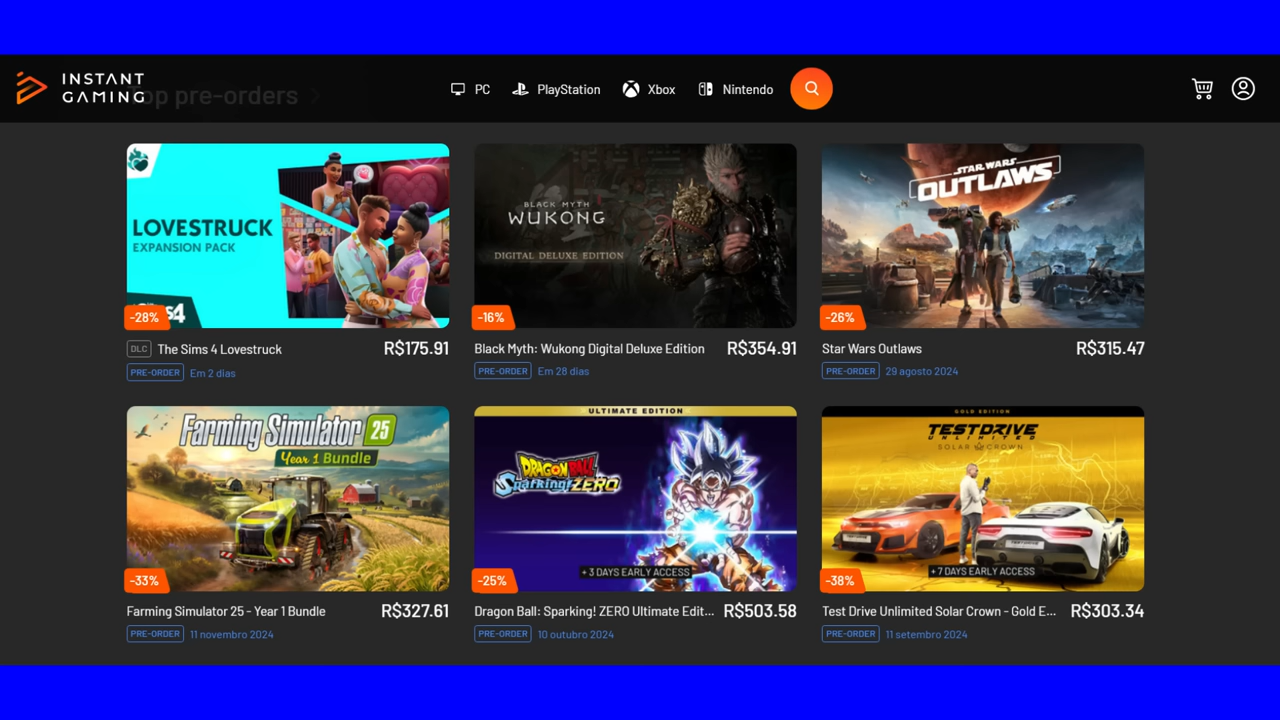 INSTANT
GAMING
Top pre-orders
PC
PlayStation
Xbox
Nintendo
LOVESTRUCK
EXPANSION PACK
-28%
DLC
The Sims 4 Lovestruck
R$175.91
PRE-ORDER
Em 2 dias
BLACK MYTH
WUKONG
DIGITAL DELUXE EDITION
-16%
Black Myth: Wukong Digital Deluxe Edition
R$354.91
PRE-ORDER
Em 28 dias
STAR WARS
OUTLAWS
-26%
Star Wars Outlaws
R$315.47
PRE-ORDER
29 agosto 2024
Farming Simulator 25
Year 1 Bundle
-33%
Farming Simulator 25 - Year 1 Bundle
R$327.61
PRE-ORDER
11 novembro 2024
ULTIMATE EDITION
DRAGON BALL
Sparking! ZERO
+ 3 DAYS EARLY ACCESS
-25%
Dragon Ball: Sparking! ZERO Ultimate Edit...
R$503.58
PRE-ORDER
10 outubro 2024
GOLD EDITION
TEST DRIVE
UNLIMITED
SOLAR CROWN
+ 7 DAYS EARLY ACCESS
-38%
Test Drive Unlimited Solar Crown - Gold E...
R$303.34
PRE-ORDER
11 setembro 2024